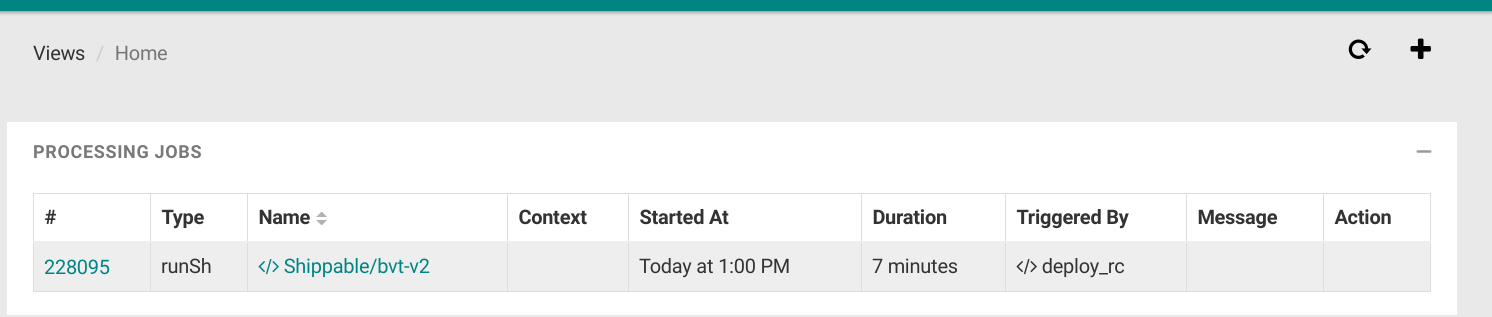 Views / Home
PROCESSING JOBS
# Type Name Context Started At Duration Triggered By Message Action
228095 runSh </> Shippable/bvt-v2 Today at 1:00 PM 7 minutes </> deploy_rc